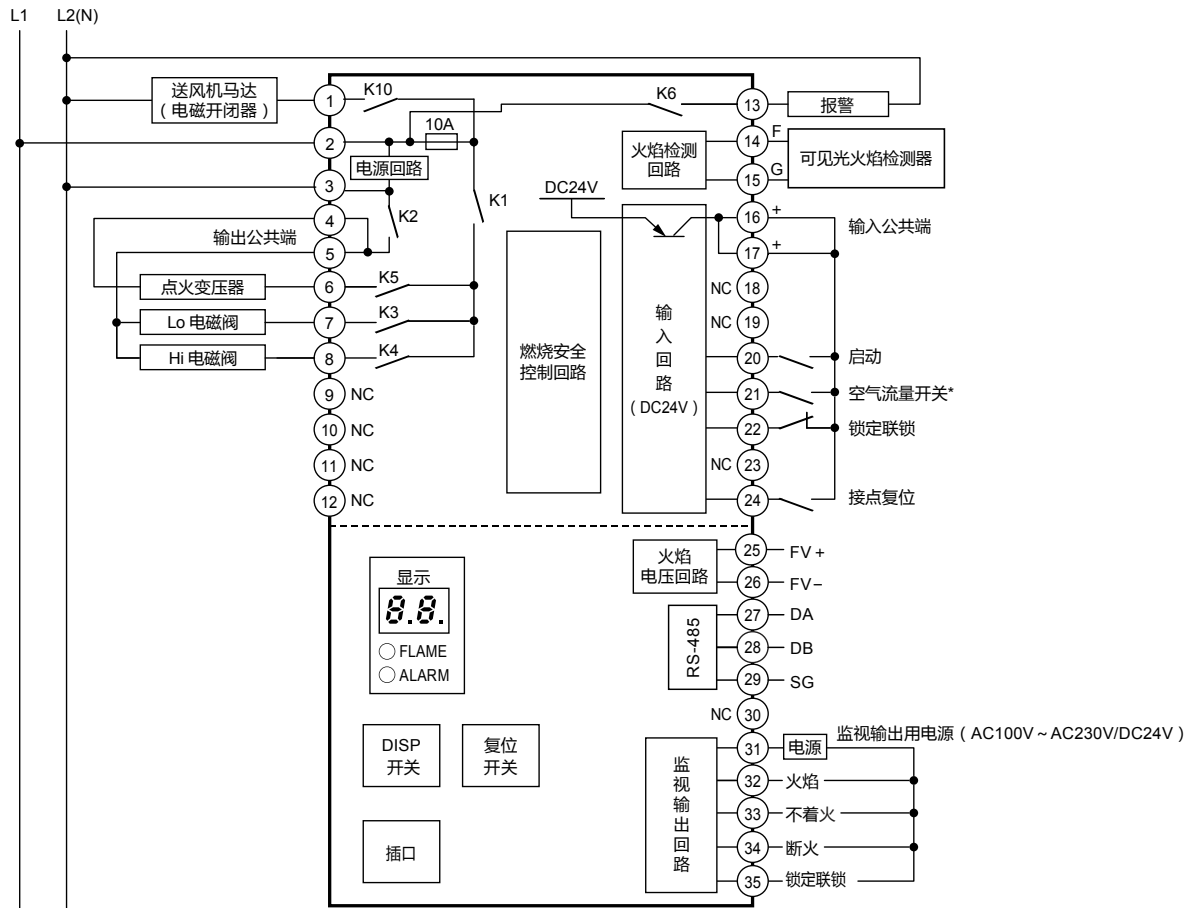 L1
L2(N)
送风机马达
（电磁开闭器）
1
K10
K6
13
报警
2
10A
14
F
火焰检测
回路
可见光火焰检测器
电源回路
15
G
3
DC24V
K1
K2
4
16
+
输入公共端
输出公共端
5
17
+
点火变压器
6
K5
NC
18
Lo 电磁阀
7
K3
NC
19
Hi 电磁阀
8
K4
20
启动
9
NC
燃烧安全
控制回路
输
入
回
路
（DC24V）
21
空气流量开关*
10
NC
22
锁定联锁
11
NC
NC
23
12
NC
24
接点复位
显示
8.8.
FLAME
ALARM
火焰
电压回路
25
FV +
26
FV−
RS-485
27
DA
28
DB
29
SG
NC
30
DISP
开关
复位
开关
插口
监
视
输
出
回
路
31
电源
监视输出用电源（AC100V～AC230V/DC24V）
32
火焰
33
不着火
34
断火
35
锁定联锁